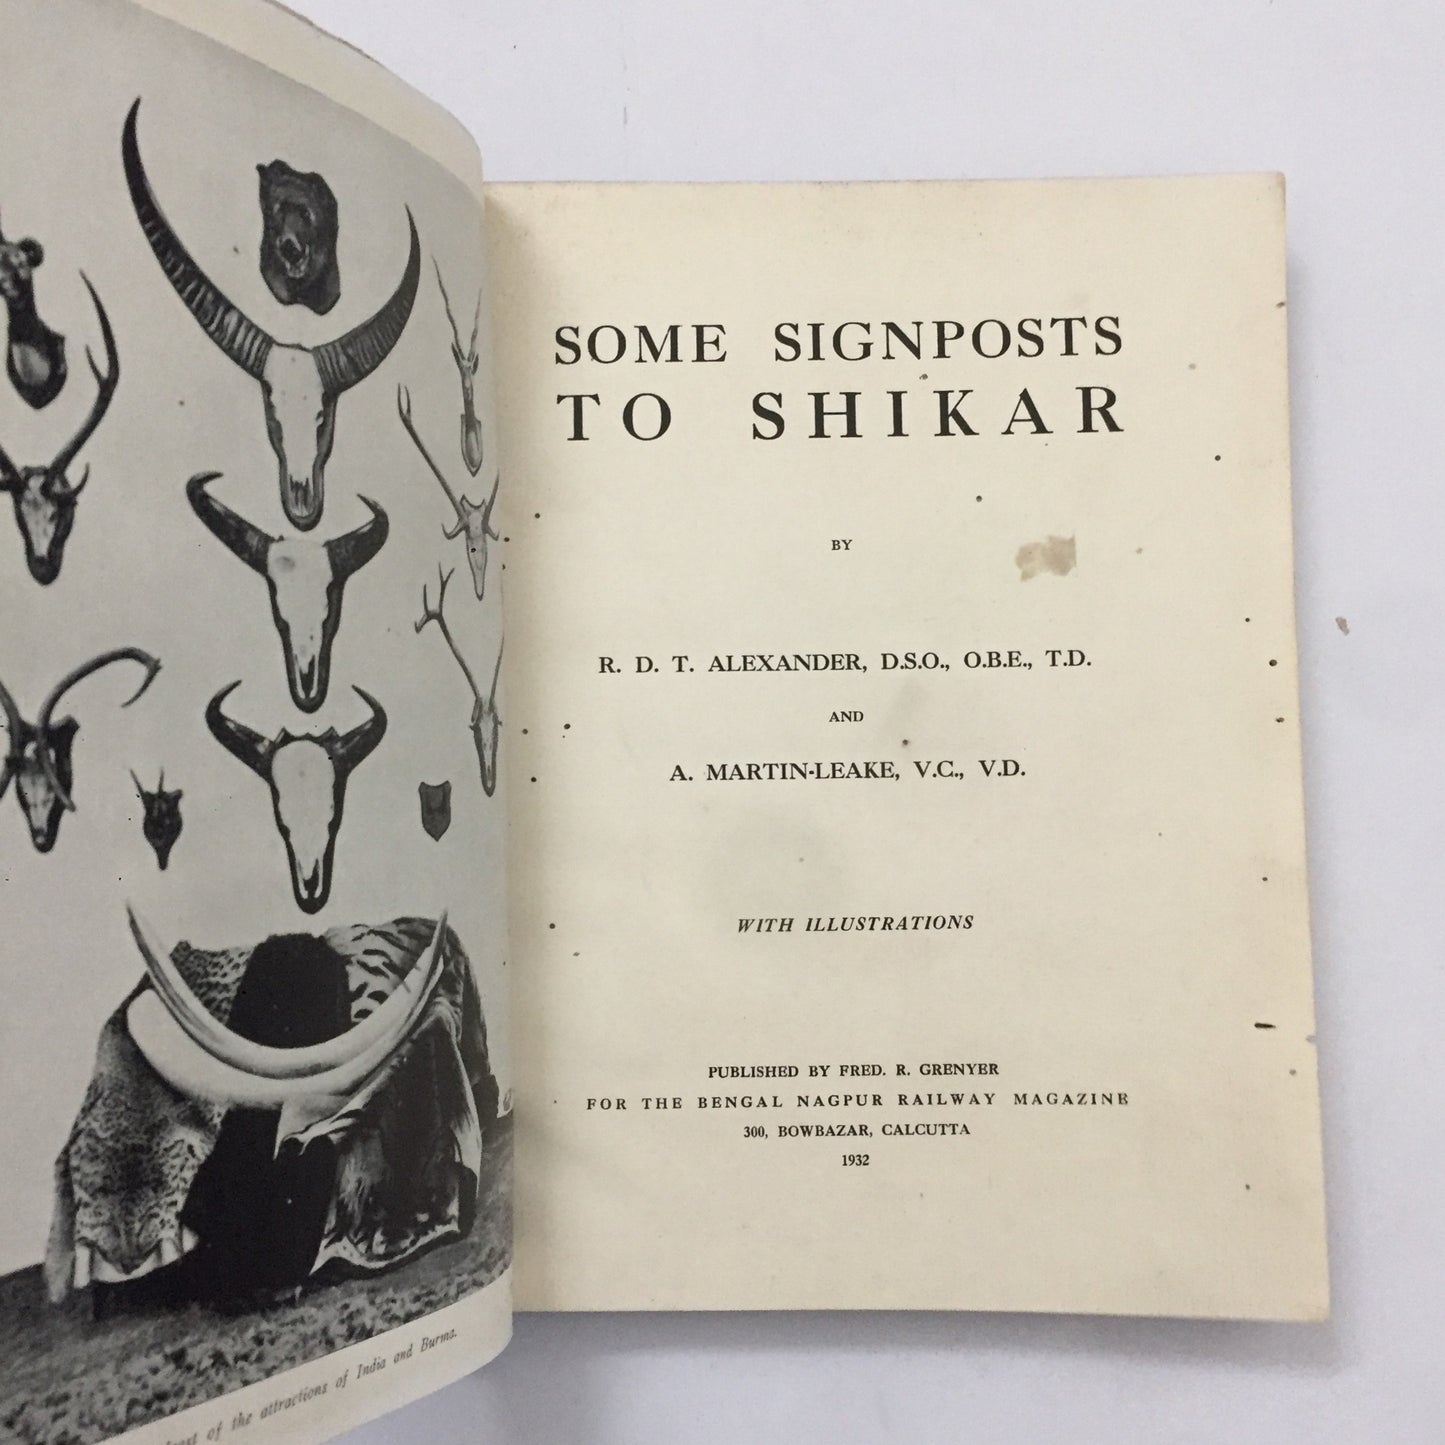 of the attractions of India and Burma.
SOME SIGNPOSTS
TO SHIKAR
BY
R. D. T. ALEXANDER, D.S.O., O.B.E., T.D.
AND
A. MARTIN-LEAKE, V.C., V.D.
WITH ILLUSTRATIONS
PUBLISHED BY FRED. R. GRENYER
FOR THE BENGAL NAGPUR RAILWAY MAGAZINE
300, BOWBAZAR, CALCUTTA
1932